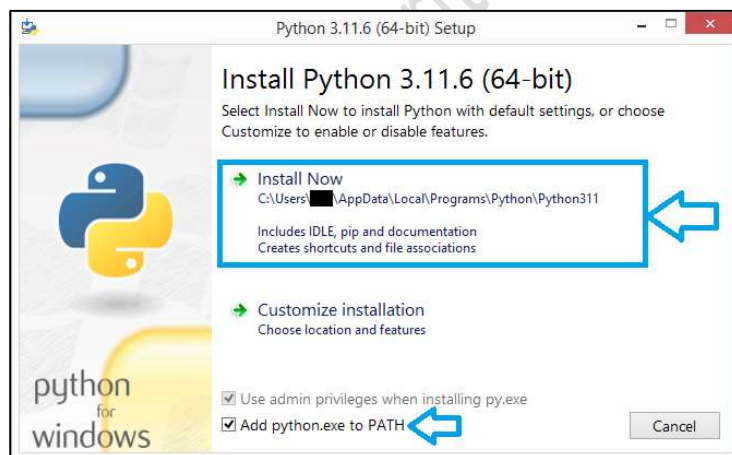 Python 3.11.6 (64-bit) Setup
Install Python 3.11.6 (64-bit)
Select Install Now to install Python with default settings, or choose
Customize to enable or disable features.
Install Now
C:\Users\ \AppData\Local\Programs\Python\Python311
Includes IDLE, pip and documentation
Creates shortcuts and file associations
Customize installation
Choose location and features
python
for
windows
Use admin privileges when installing py.exe
Add python.exe to PATH
Cancel